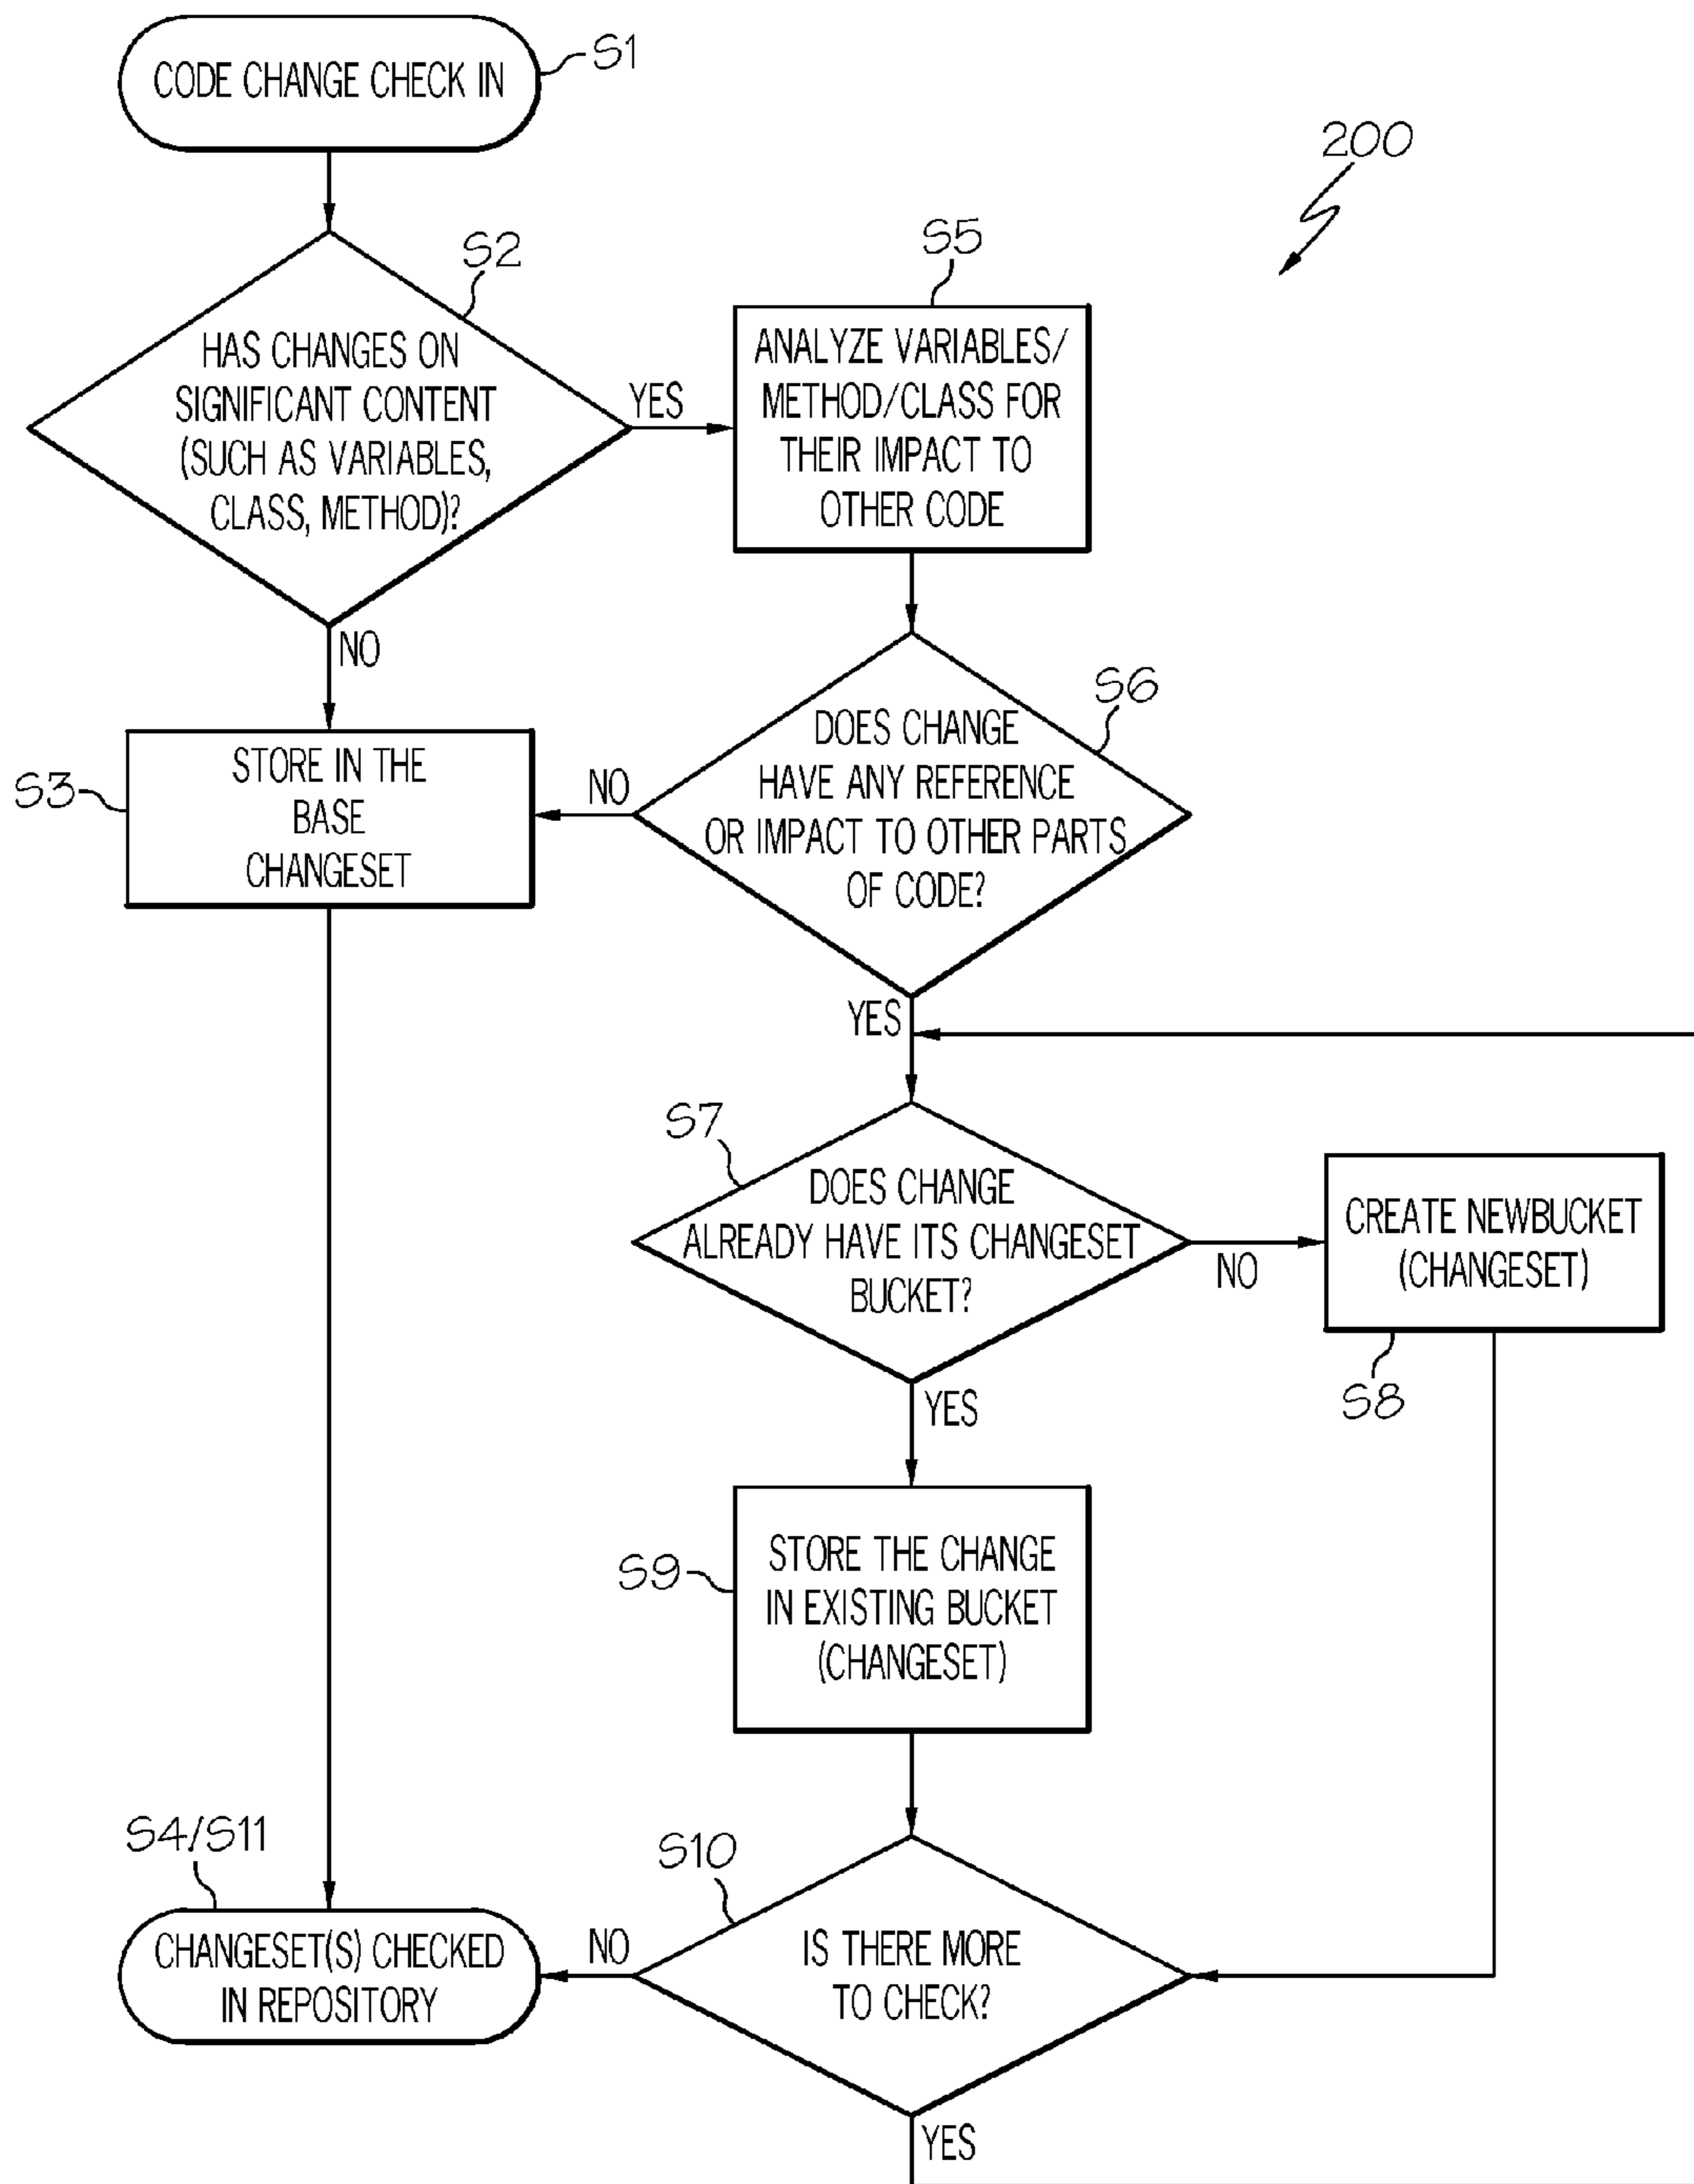 CODE CHANGE CHECK IN
S1
200
S2
HAS CHANGES ON
SIGNIFICANT CONTENT
(SUCH AS VARIABLES,
CLASS, METHOD)?
YES
NO
S5
ANALYZE VARIABLES/
METHOD/CLASS FOR
THEIR IMPACT TO
OTHER CODE
S3
STORE IN THE
BASE
CHANGESET
NO
S6
DOES CHANGE
HAVE ANY REFERENCE
OR IMPACT TO OTHER PARTS
OF CODE?
YES
S7
DOES CHANGE
ALREADY HAVE ITS CHANGESET
BUCKET?
NO
CREATE NEWBUCKET
(CHANGESET)
S8
YES
S9
STORE THE CHANGE
IN EXISTING BUCKET
(CHANGESET)
S4/S11
CHANGESET(S) CHECKED
IN REPOSITORY
NO
S10
IS THERE MORE
TO CHECK?
YES